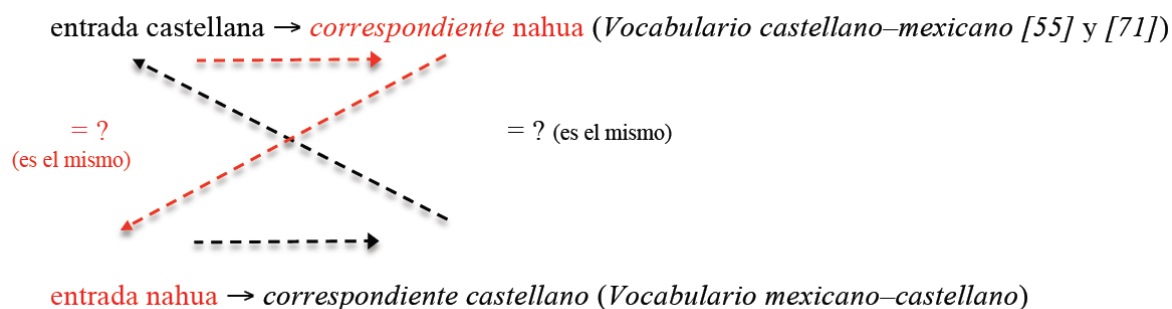 entrada castellana → correspondiente nahua (Vocabulario castellano–mexicano [55] y [71])
= ? = ? (es el mismo)
(es el mismo)
entrada nahua → correspondiente castellano (Vocabulario mexicano–castellano)